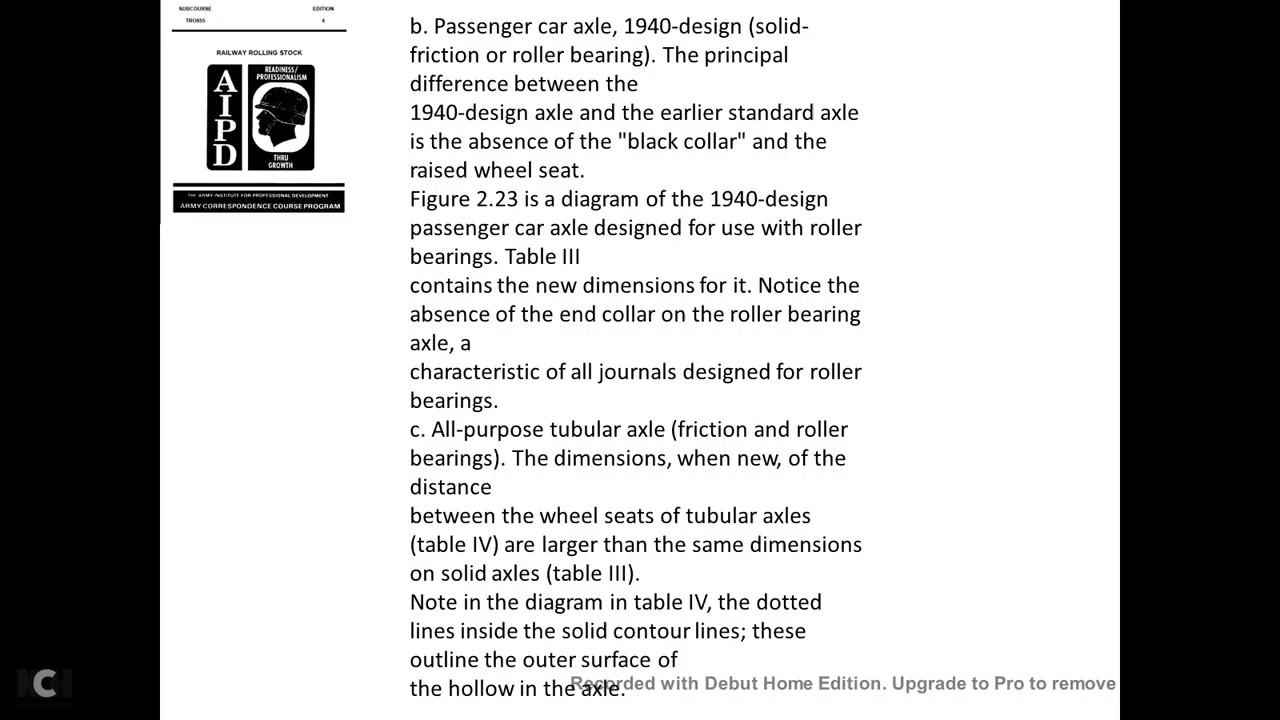 SUBCOURSE EDITION
TRO655 4
RAILWAY ROLLING STOCK
AIPD
READINESS/
PROFESSIONALISM
THRU
GROWTH
THE ARMY INSTITUTE FOR PROFESSIONAL DEVELOPMENT
ARMY CORRESPONDENCE COURSE PROGRAM
b. Passenger car axle, 1940-design (solid-
friction or roller bearing). The principal
difference between the
1940-design axle and the earlier standard axle
is the absence of the "black collar" and the
raised wheel seat.
Figure 2.23 is a diagram of the 1940-design
passenger car axle designed for use with roller
bearings. Table III
contains the new dimensions for it. Notice the
absence of the end collar on the roller bearing
axle, a
characteristic of all journals designed for roller
bearings.
c. All-purpose tubular axle (friction and roller
bearings). The dimensions, when new, of the
distance
between the wheel seats of tubular axles
(table IV) are larger than the same dimensions
on solid axles (table III).
Note in the diagram in table IV, the dotted
lines inside the solid contour lines; these
outline the outer surface of
the hollow in the axle.
Recorded with Debut Home Edition. Upgrade to Pro to remove